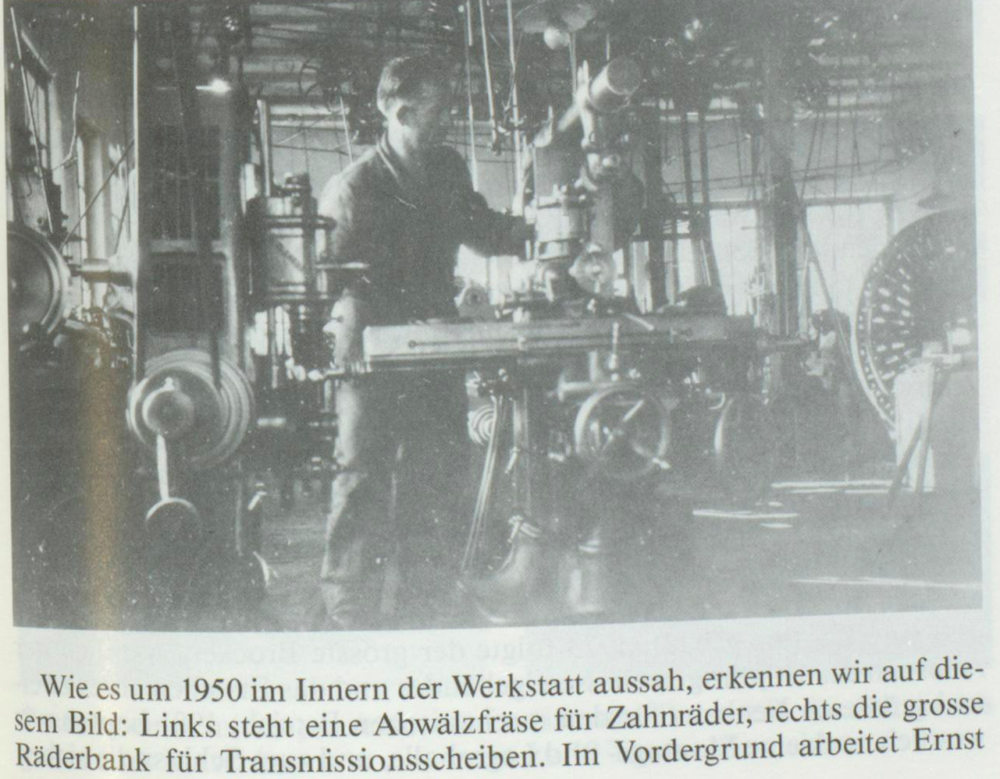 Wie es um 1950 im Innern der Werkstatt aussah, erkennen wir auf die-
sem Bild: Links steht eine Abwälzfräse für Zahnräder, rechts die grosse
Räderbank für Transmissionsscheiben. Im Vordergrund arbeitet Ernst